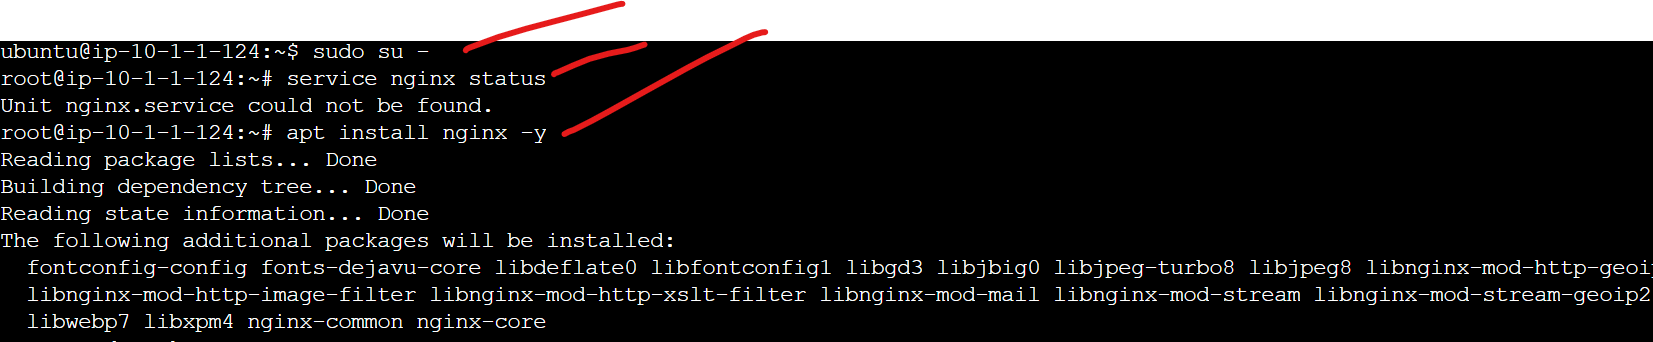 ubuntu@ip-10-1-1-124:~$ sudo su -
root@ip-10-1-1-124:~# service nginx status
Unit nginx.service could not be found.
root@ip-10-1-1-124:~# apt install nginx -y
Reading package lists... Done
Building dependency tree... Done
Reading state information... Done
The following additional packages will be installed:
  fontconfig-config fonts-dejavu-core libdeflate0 libfontconfig1 libgd3 libjbig0 libjpeg-turbo8 libjpeg8 libnginx-mod-http-geoip
  libnginx-mod-http-image-filter libnginx-mod-http-xslt-filter libnginx-mod-mail libnginx-mod-stream libnginx-mod-stream-geoip2
  libwebp7 libxpm4 nginx-common nginx-core